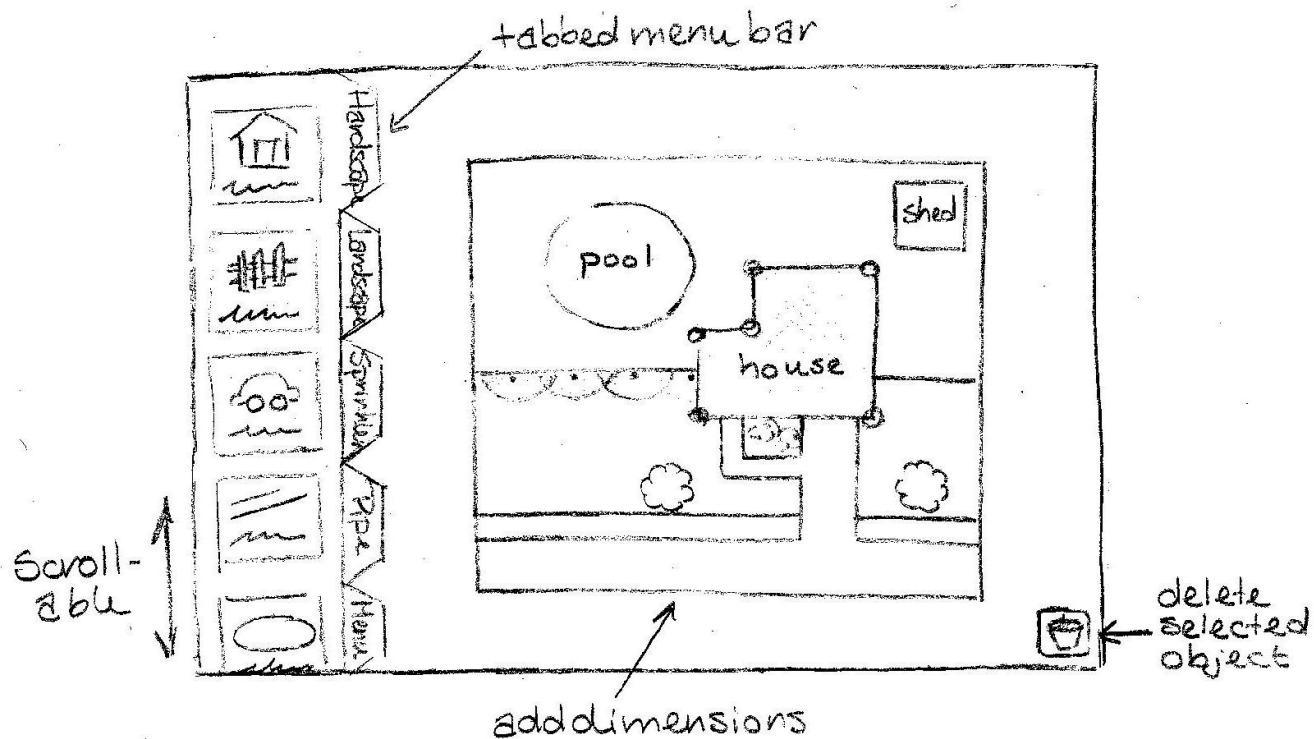 tabbed menu bar
Hardscape
Landscape
Sprinkler
Pipe
Menu
shed
pool
house
Scroll-
able
delete
selected
object
add dimensions